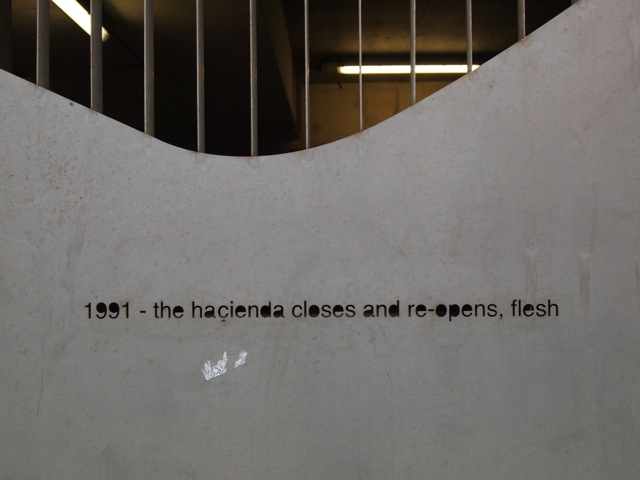 1991 - the haçienda closes and re-opens, flesh